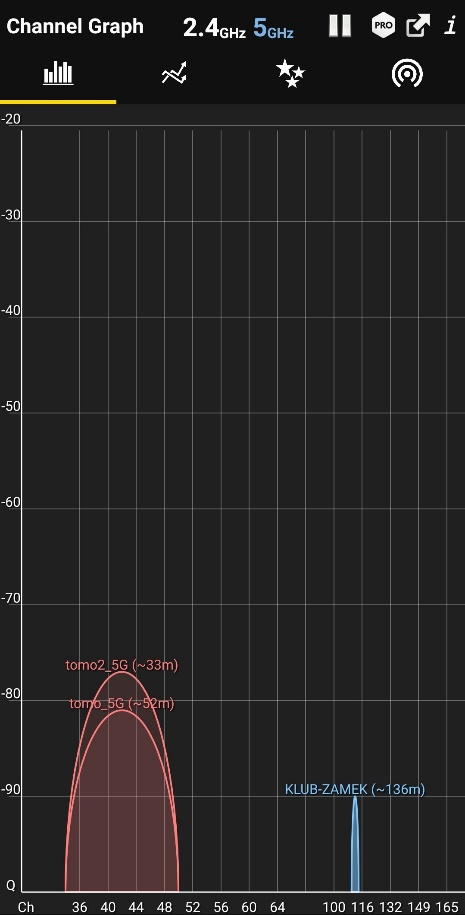 Channel Graph 2.4GHz 5GHz PRO i
-20
-30
-40
-50
-60
-70
tomo2_5G (~33m)
-80
tomo_5G (~52m)
-90
KLUB-ZAMEK (~136m)
Q
Ch 36 40 44 48 52 56 60 64 100 116 132 149 165